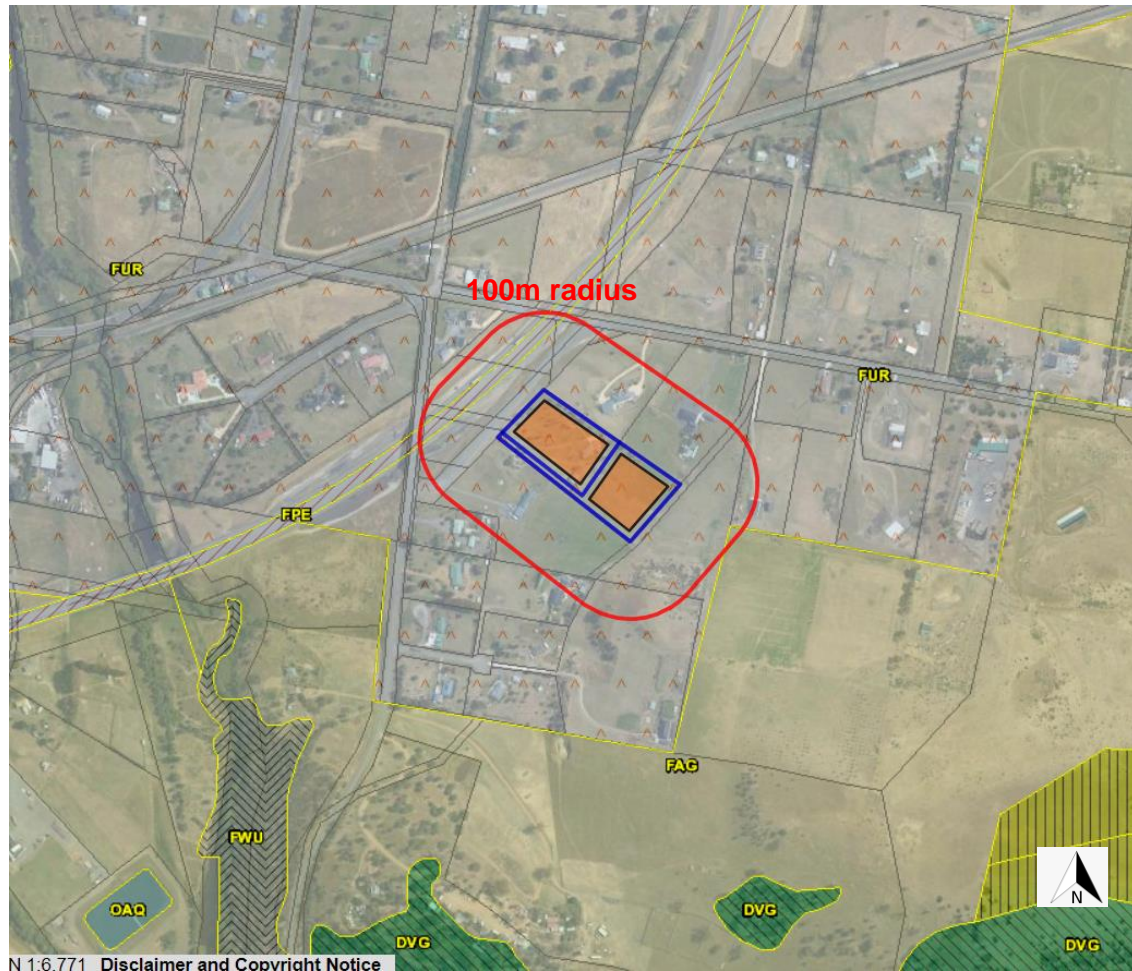 FUR
100m radius
FUR
FPE
FAG
FWU
OAQ
DVG
DVG
DVG
N
N 1:6,771 Disclaimer and Copyright Notice